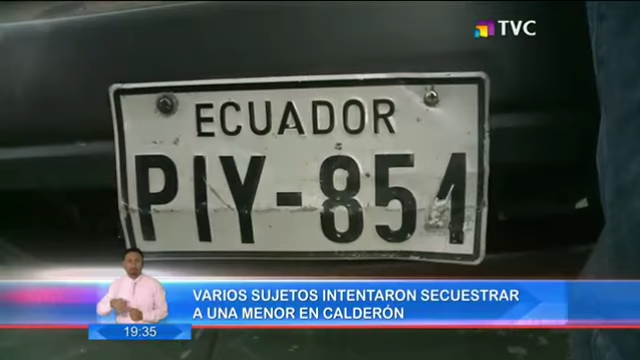 TVC
ECUADOR
PIY-851
VARIOS SUJETOS INTENTARON SECUESTRAR
A UNA MENOR EN CALDERÓN
19:35